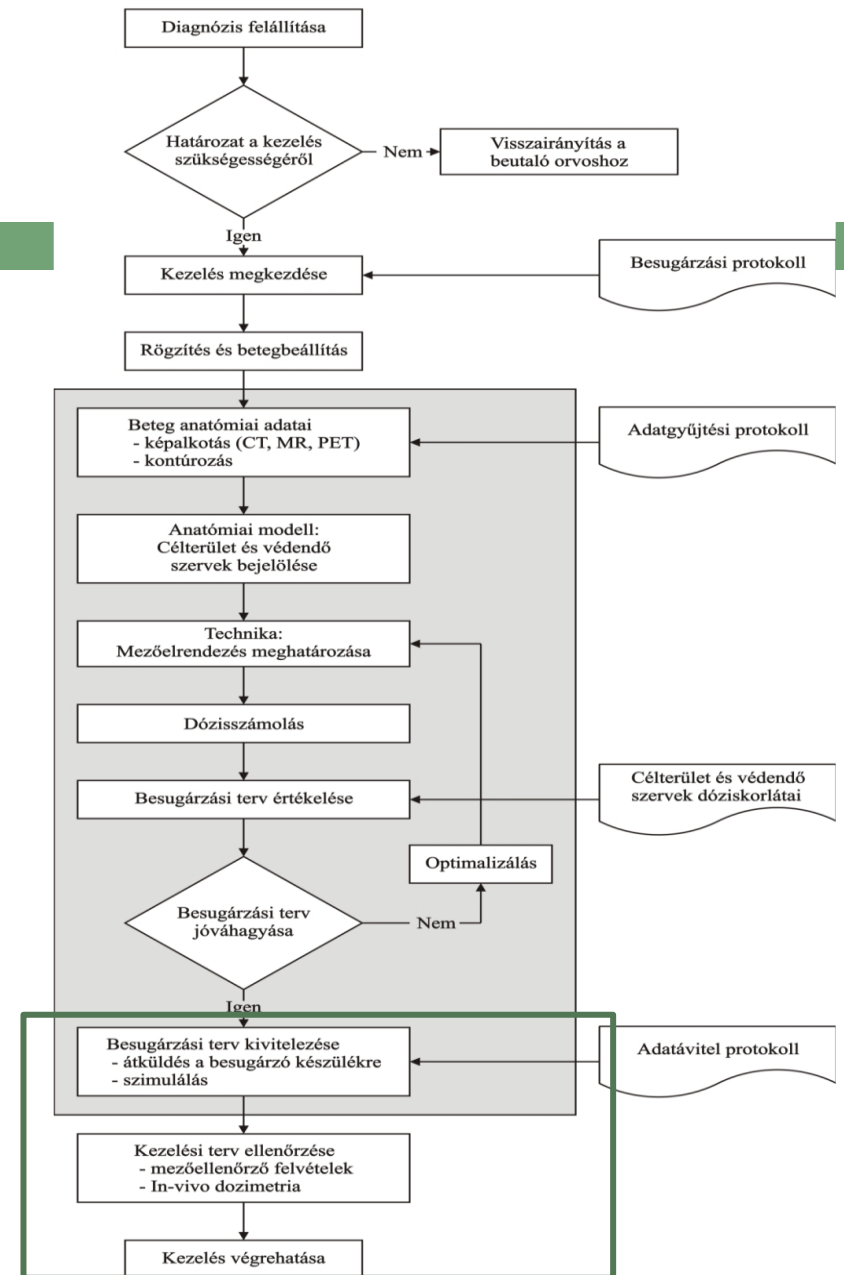 Diagnózis felállítása
Határozat a kezelés
szükségességéről
Nem
Visszairányítás a
beutaló orvoshoz
Igen
Kezelés megkezdése
Besugárzási protokoll
Rögzítés és betegbeállítás
Beteg anatómiai adatai
- képalkotás (CT, MR, PET)
- kontúrozás
Adatgyűjtési protokoll
Anatómiai modell:
Célterület és védendő
szervek bejelölése
Technika:
Mezőelrendezés meghatározása
Dózisszámolás
Besugárzási terv értékelése
Célterület és védendő
szervek dóziskorlátai
Optimalizálás
Besugárzási terv
jóváhagyása
Nem
Igen
Besugárzási terv kivitelezése
- átküldés a besugárzó készülékre
- szimulálás
Adatávitel protokoll
Kezelési terv ellenőrzése
- mezőellenőrző felvételek
- In-vivo dozimetria
Kezelés végrehatása